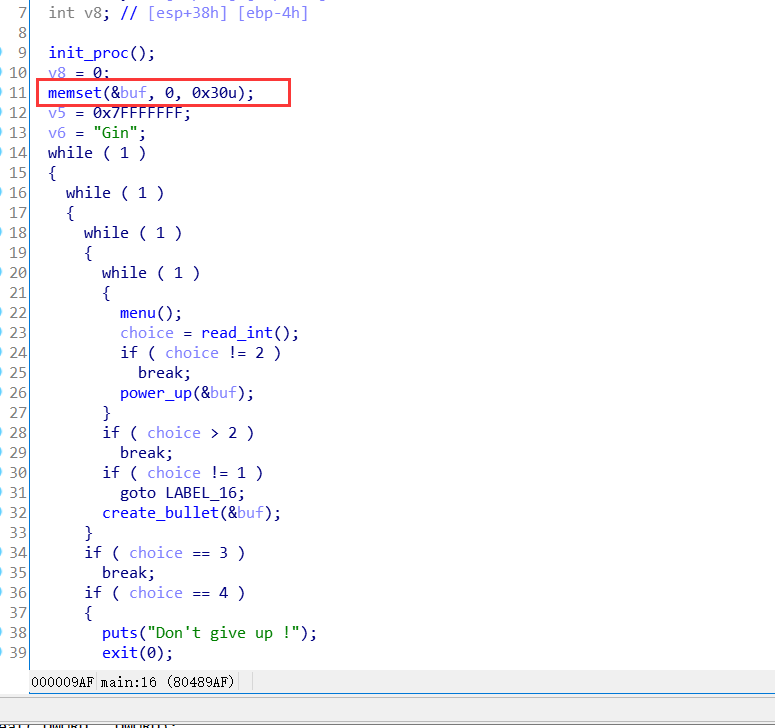 7 int v8; // [esp+38h] [ebp-4h]
8
9 init_proc();
10 v8 = 0;
11 memset(&buf, 0, 0x30u);
12 v5 = 0x7FFFFFFF;
13 v6 = "Gin";
14 while ( 1 )
15 {
16 while ( 1 )
17 {
18 while ( 1 )
19 {
20 while ( 1 )
21 {
22 menu();
23 choice = read_int();
24 if ( choice != 2 )
25 break;
26 power_up(&buf);
27 }
28 if ( choice > 2 )
29 break;
30 if ( choice != 1 )
31 goto LABEL_16;
32 create_bullet(&buf);
33 }
34 if ( choice == 3 )
35 break;
36 if ( choice == 4 )
37 {
38 puts("Don't give up !");
39 exit(0);
000009AF main:16 (80489AF)